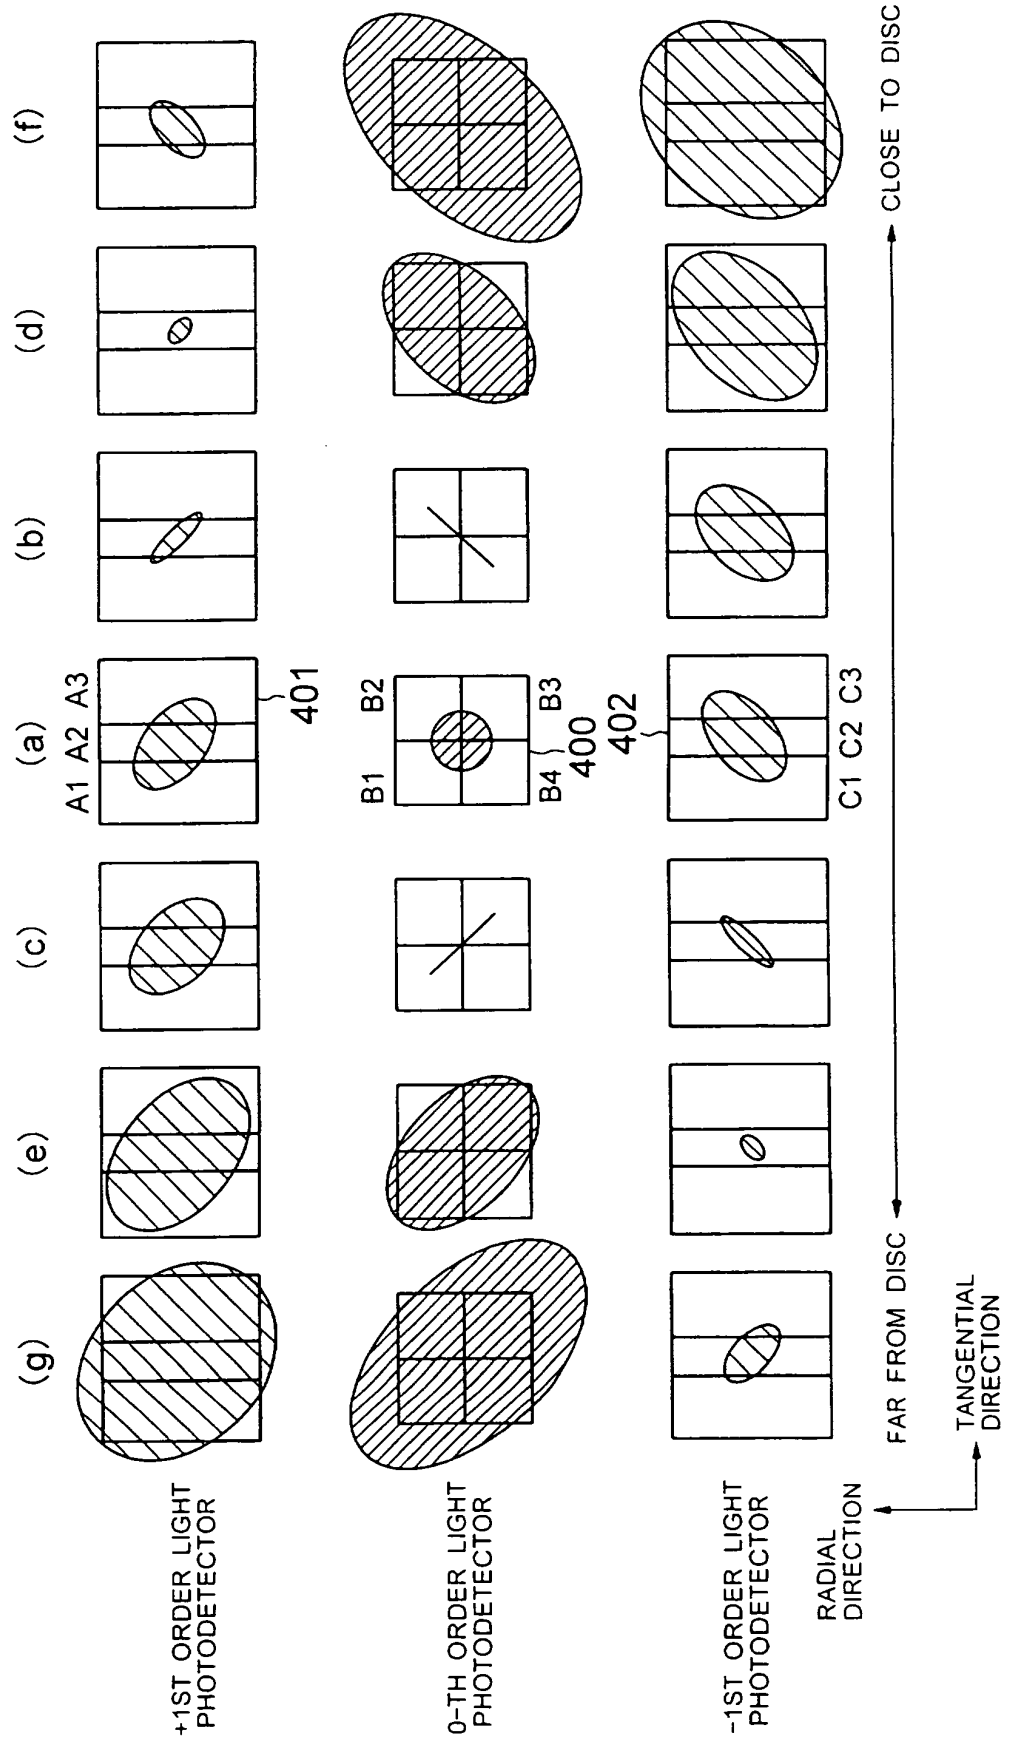 (g) (e) (c) (a) (b) (d) (f)
+1ST ORDER LIGHT
PHOTODETECTOR
A1 A2 A3
401
0-TH ORDER LIGHT
PHOTODETECTOR
B1 B2
B4 B3
400
402
-1ST ORDER LIGHT
PHOTODETECTOR
C1 C2 C3
FAR FROM DISC
CLOSE TO DISC
RADIAL
DIRECTION
TANGENTIAL
DIRECTION